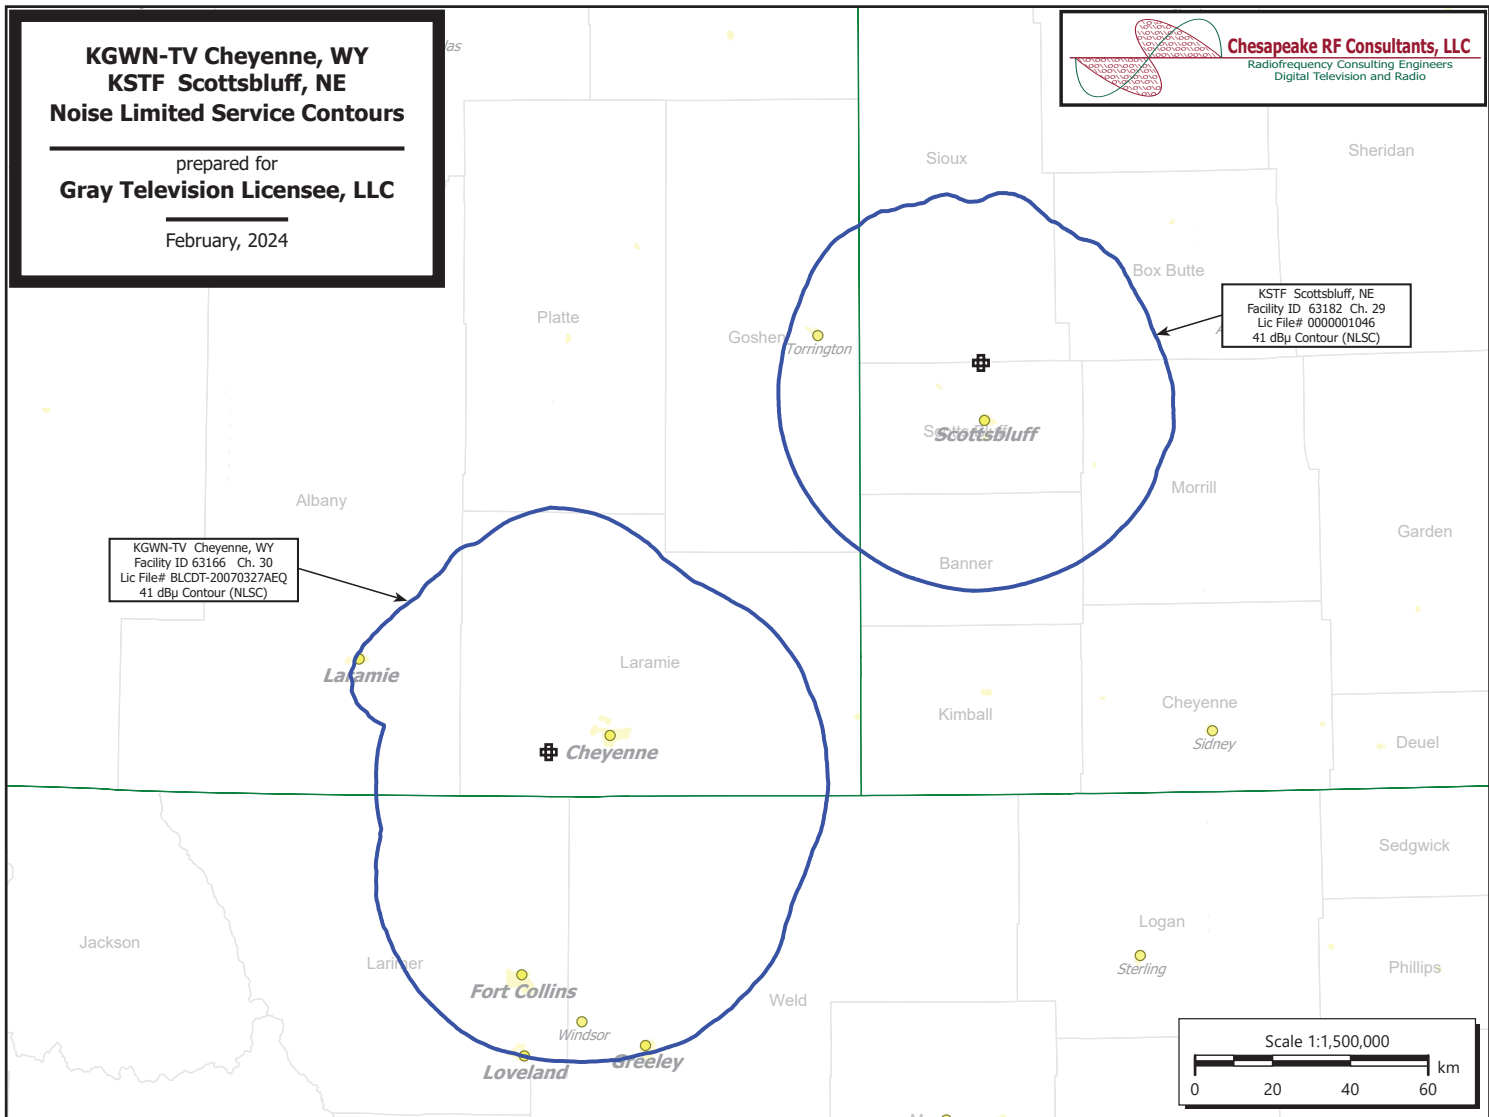 KGWN-TV Cheyenne, WY
KSTF Scottsbluff, NE
Noise Limited Service Contours
prepared for
Gray Television Licensee, LLC
February, 2024
Chesapeake RF Consultants, LLC
Radiofrequency Consulting Engineers
Digital Television and Radio
Sioux
Sheridan
Box Butte
KSTF Scottsbluff, NE
Facility ID 63182 Ch. 29
Lic File# 0000001046
41 dBµ Contour (NLSC)
Platte
Goshen
Torrington
Scottsbluff
Albany
Morrill
Garden
Banner
KGWN-TV Cheyenne, WY
Facility ID 63166 Ch. 30
Lic File# BLCDT-20070327AEQ
41 dBµ Contour (NLSC)
Laramie
Laramie
Cheyenne
Kimball
Cheyenne
Sidney
Deuel
Sedgwick
Logan
Sterling
Phillips
Jackson
Larimer
Fort Collins
Weld
Windsor
Loveland
Greeley
Scale 1:1,500,000
km
0 20 40 60